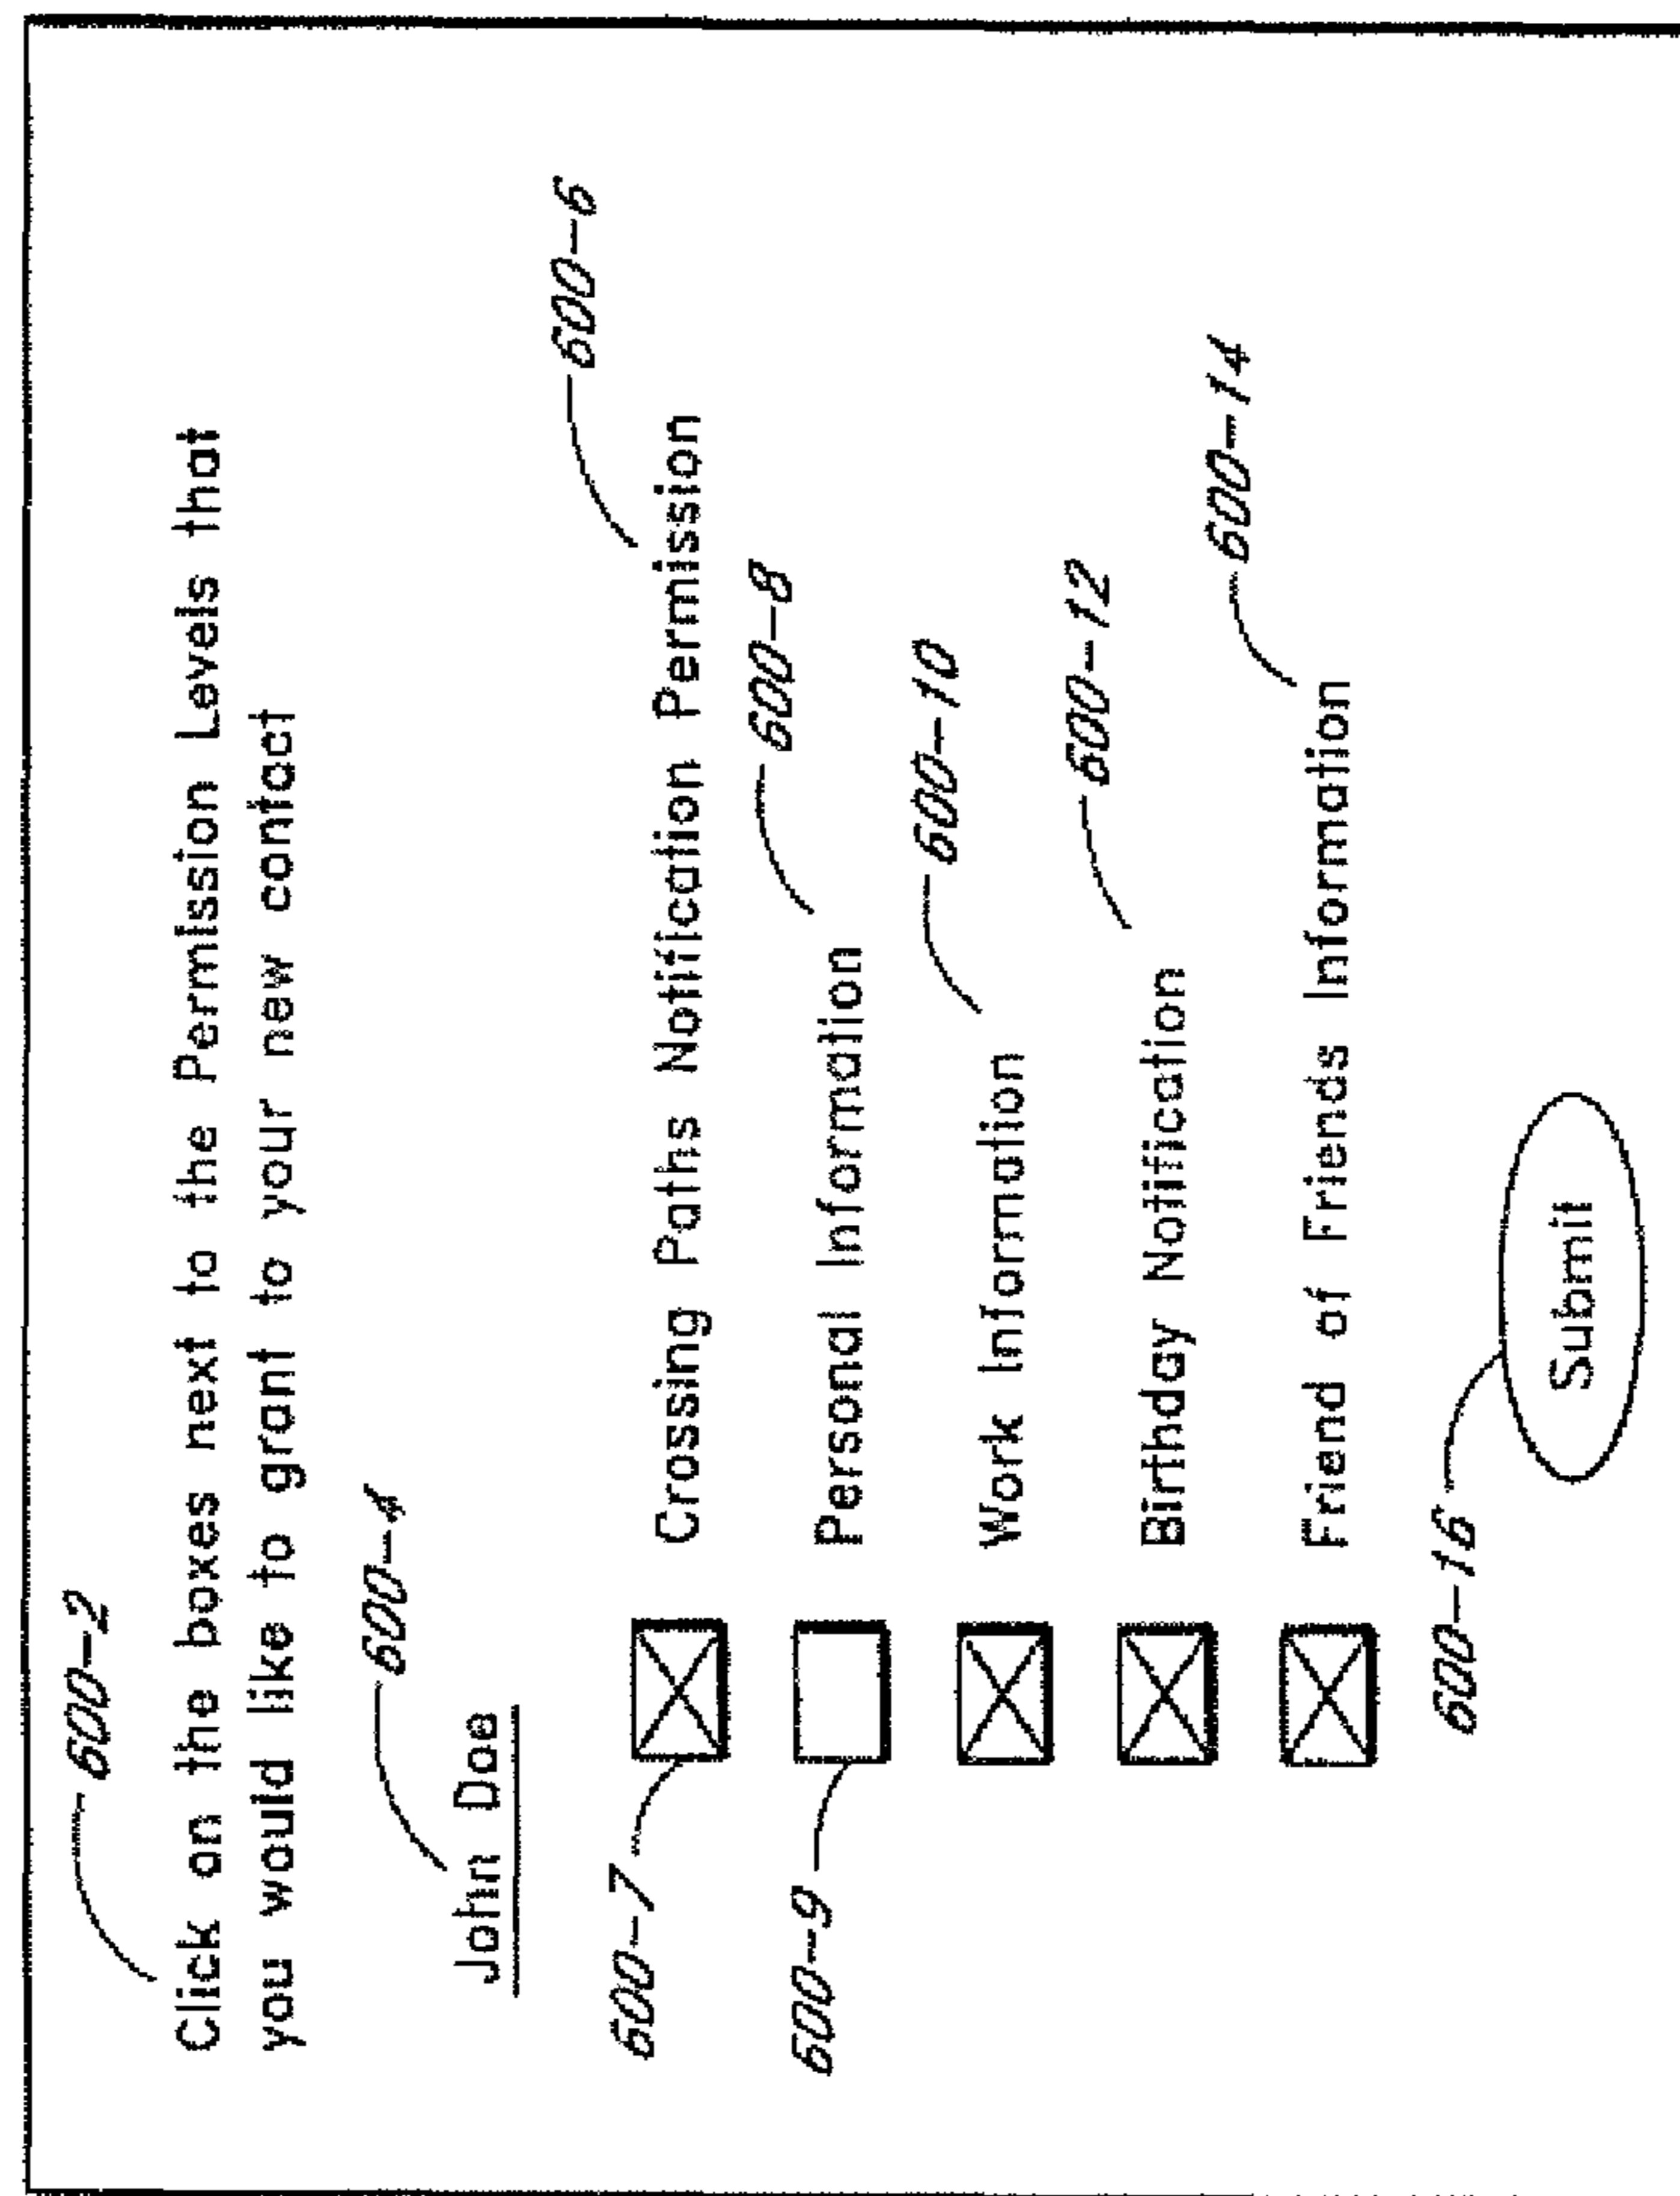 600-2
Click on the boxes next to the Permission Levels that
you would like to grant to your new contact
600-4
John Doe
600-6
600-7
Crossing Paths Notification Permission
600-8
600-9
Personal Information
600-10
Work Information
600-12
Birthday Notification
600-14
Friend of Friends Information
600-16
Submit